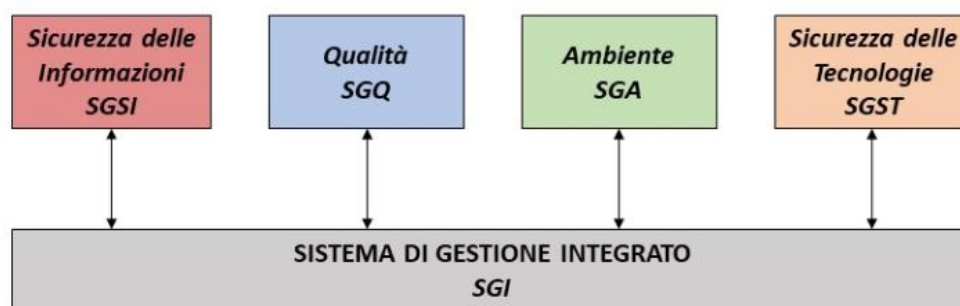 Sicurezza delle
Informazioni
SGSI
Qualità
SGQ
Ambiente
SGA
Sicurezza delle
Tecnologie
SGST
SISTEMA DI GESTIONE INTEGRATO
SGI